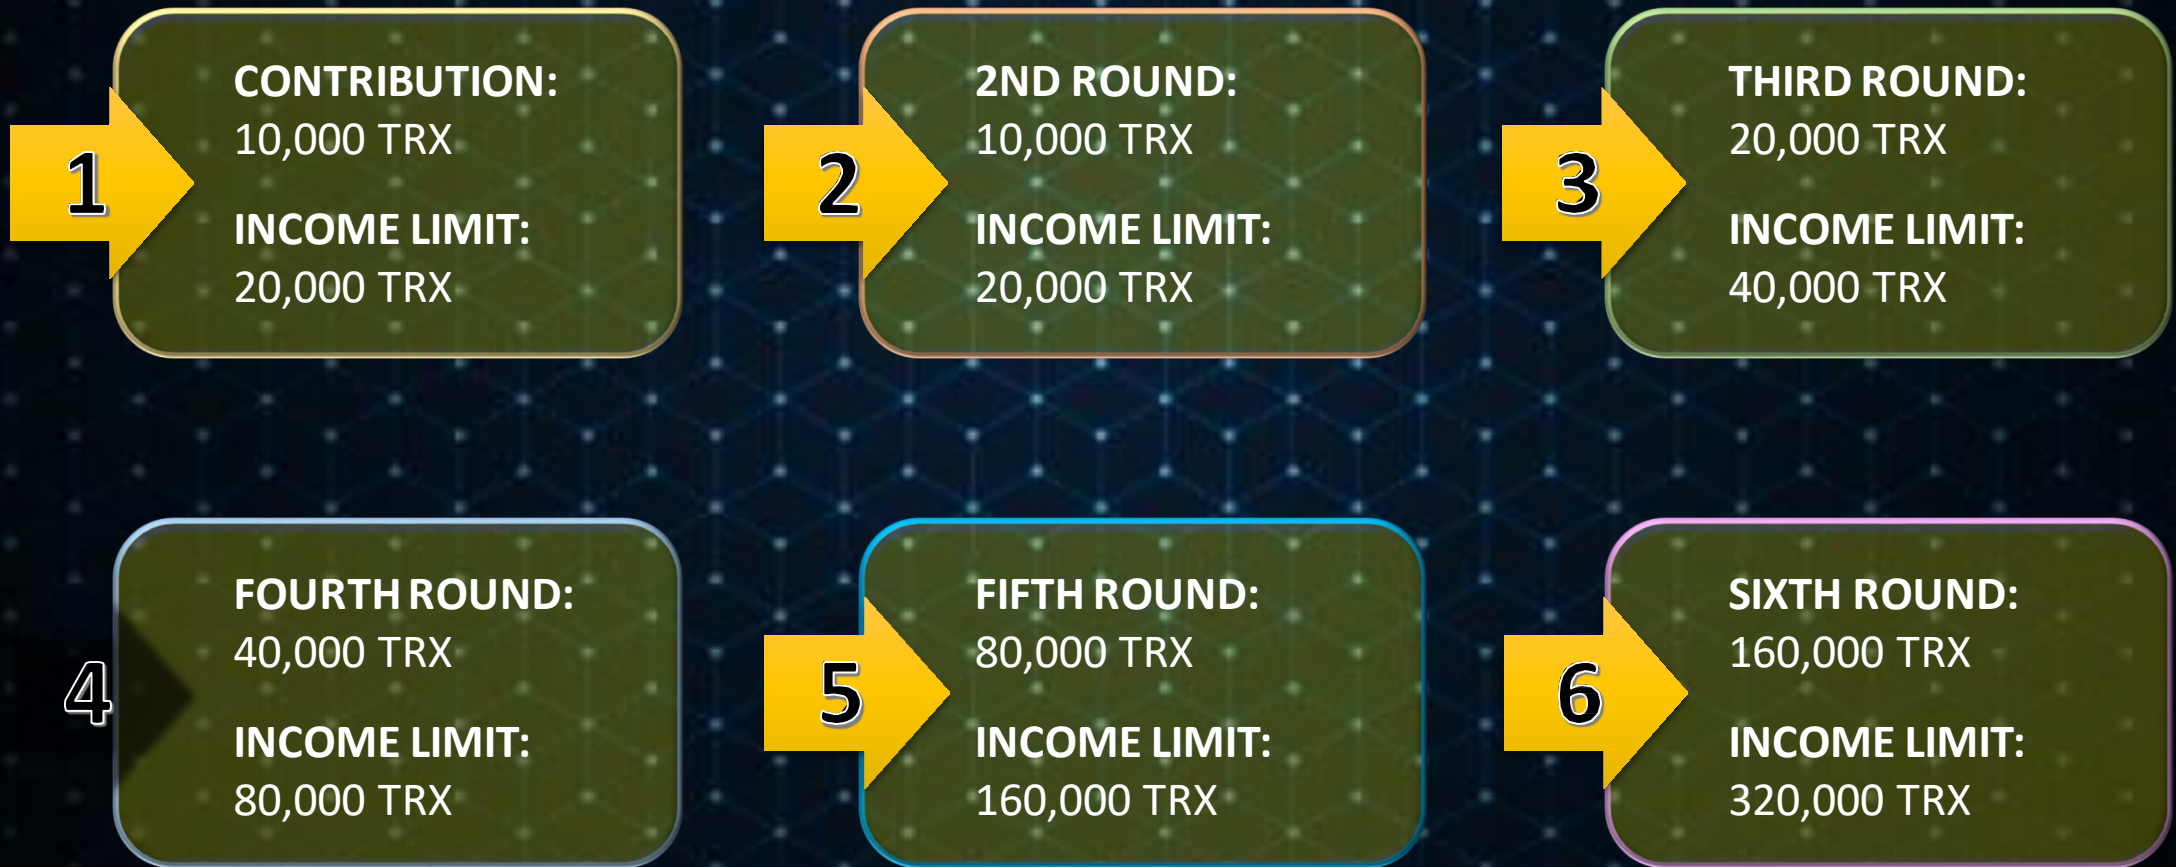 1
CONTRIBUTION:
10,000 TRX
INCOME LIMIT:
20,000 TRX
2
2ND ROUND:
10,000 TRX
INCOME LIMIT:
20,000 TRX
3
THIRD ROUND:
20,000 TRX
INCOME LIMIT:
40,000 TRX
4
FOURTH ROUND:
40,000 TRX
INCOME LIMIT:
80,000 TRX
5
FIFTH ROUND:
80,000 TRX
INCOME LIMIT:
160,000 TRX
6
SIXTH ROUND:
160,000 TRX
INCOME LIMIT:
320,000 TRX